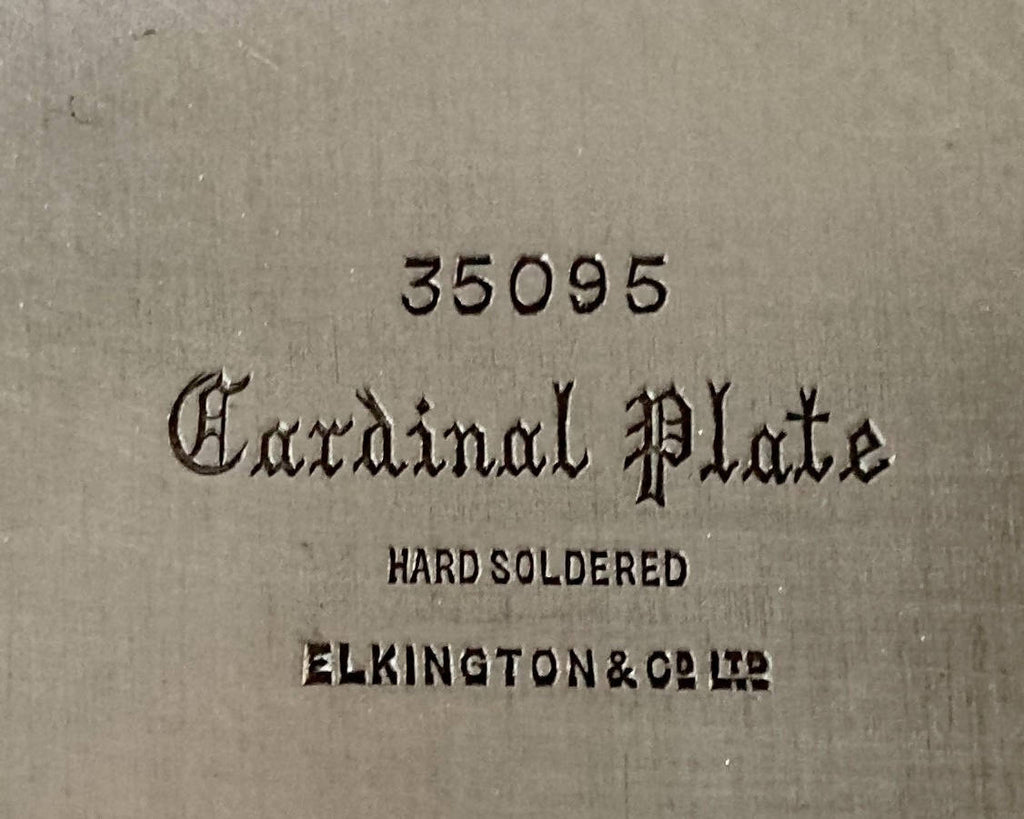 35095
Cardinal Plate
HARD SOLDERED
ELKINGTON & Cº LTD